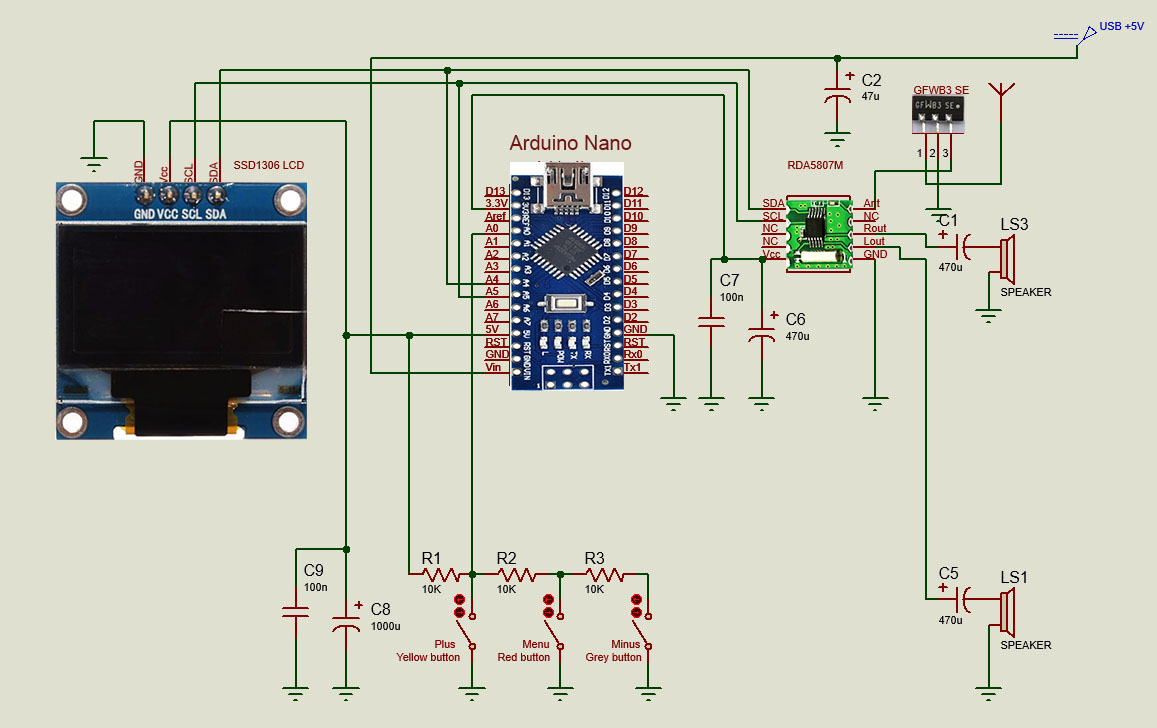 USB +5V
C2
47u
GFWB3 SE
GFWB3 SE
1 2 3
Arduino Nano
SSD1306 LCD
GND
Vcc
SCL
SDA
GND VCC SCL SDA
RDA5807M
D13
3.3V
Aref
A0
A1
A2
A3
A4
A5
A6
A7
5V
RST
GND
Vin
D12
D11
D10
D9
D8
D7
D6
D5
D4
D3
D2
GND
RST
Rx0
Tx1
SDA
SCL
NC
NC
Vcc
Ant
NC
Rout
Lout
GND
C1
470u
LS3
SPEAKER
C7
100n
C6
470u
C9
100n
C8
1000u
R1
10K
R2
10K
R3
10K
Plus
Yellow button
Menu
Red button
Minus
Grey button
C5
470u
LS1
SPEAKER